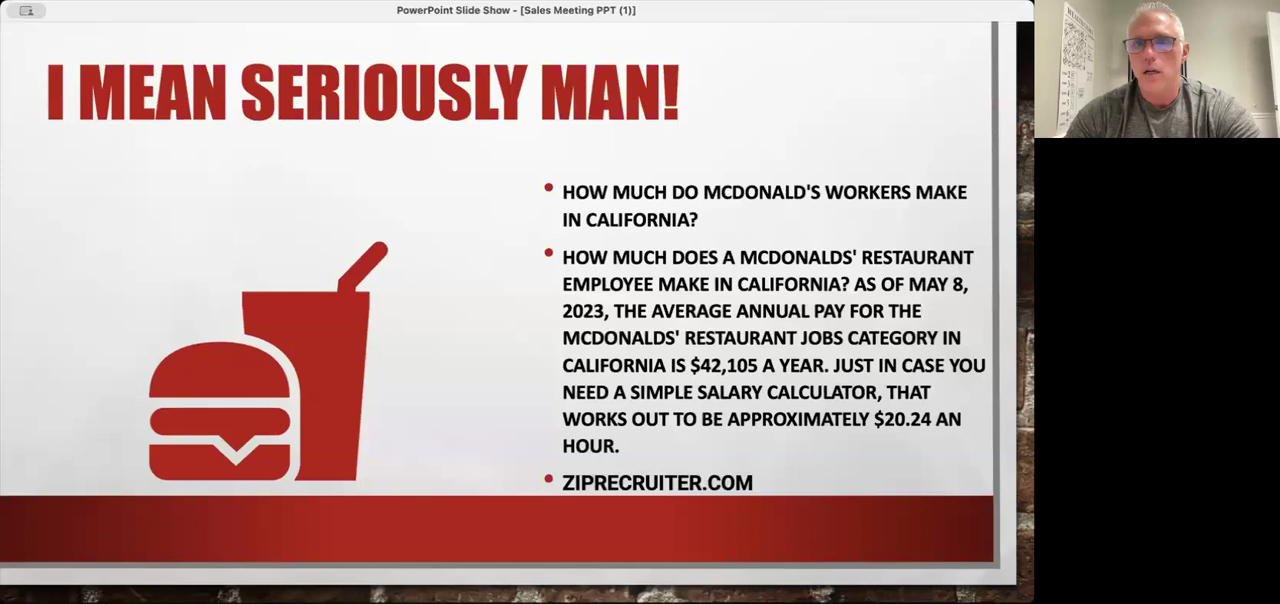 PowerPoint Slide Show - [Sales Meeting PPT (1)]
I MEAN SERIOUSLY MAN!
• HOW MUCH DO MCDONALD'S WORKERS MAKE
IN CALIFORNIA?
• HOW MUCH DOES A MCDONALDS' RESTAURANT
EMPLOYEE MAKE IN CALIFORNIA? AS OF MAY 8,
2023, THE AVERAGE ANNUAL PAY FOR THE
MCDONALDS' RESTAURANT JOBS CATEGORY IN
CALIFORNIA IS $42,105 A YEAR. JUST IN CASE YOU
NEED A SIMPLE SALARY CALCULATOR, THAT
WORKS OUT TO BE APPROXIMATELY $20.24 AN
HOUR.
• ZIPRECRUITER.COM